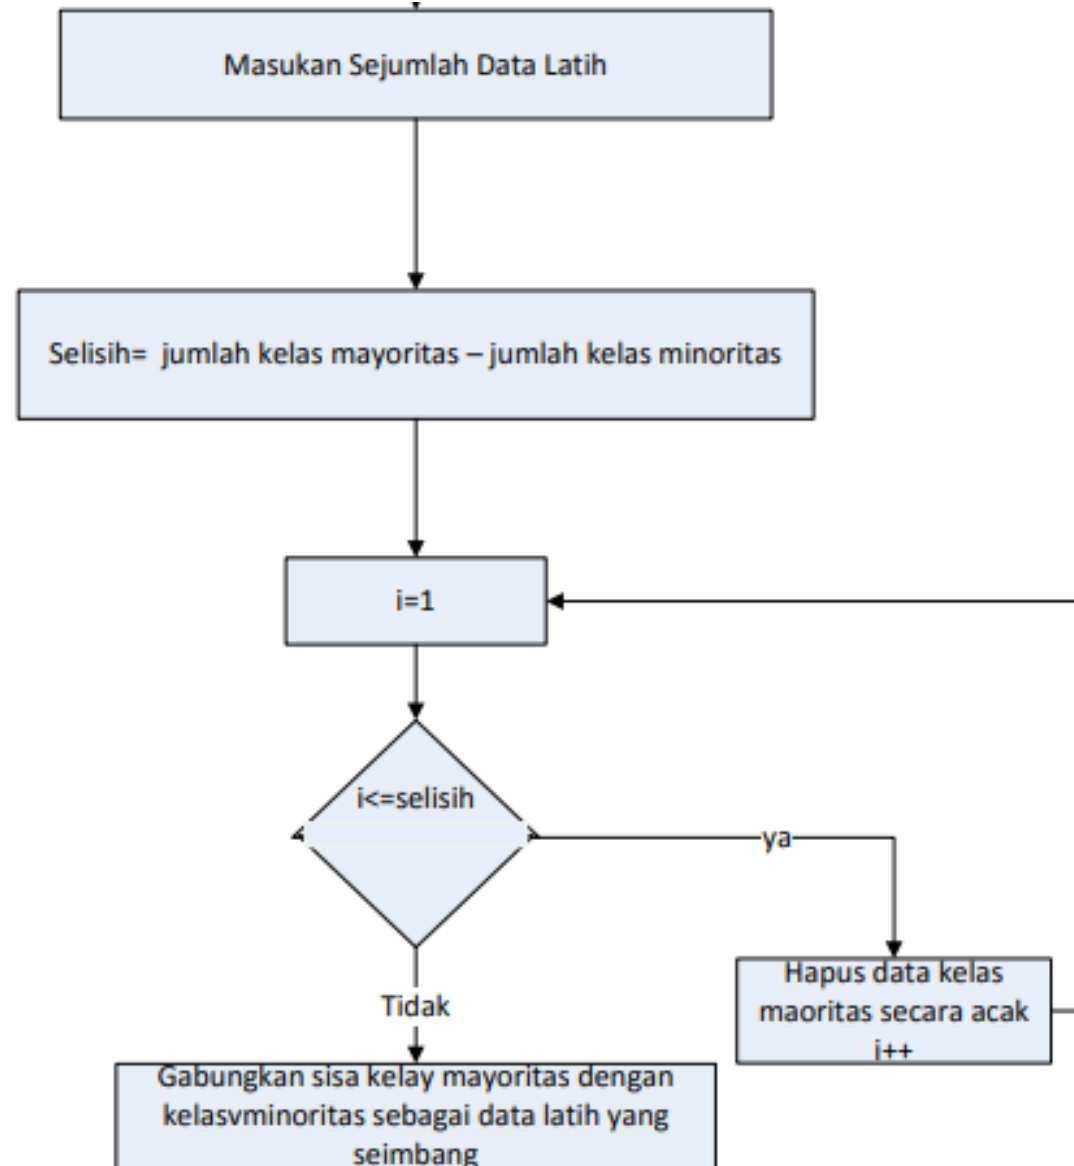 Masukan Sejumlah Data Latih
Selisih= jumlah kelas mayoritas – jumlah kelas minoritas
i=1
i<=selisih
ya
Hapus data kelas
maoritas secara acak
i++
Tidak
Gabungkan sisa kelay mayoritas dengan
kelasvminoritas sebagai data latih yang
seimbang